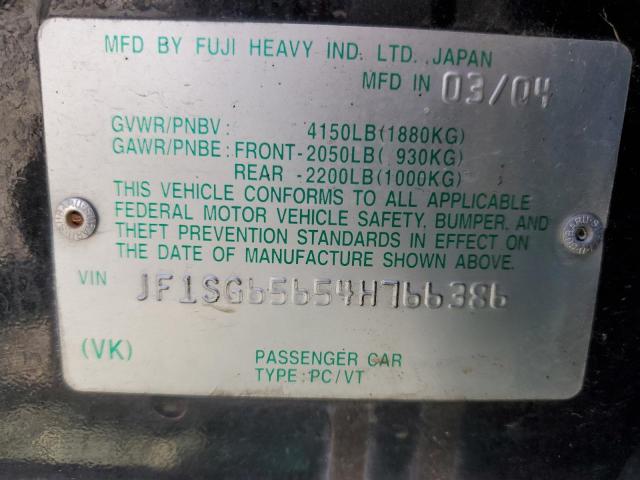 MFD BY FUJI HEAVY IND. LTD. JAPAN
MFD IN 03/04
GVWR/PNBV : 4150LB(1880KG)
GAWR/PNBE : FRONT-2050LB( 930KG)
REAR -2200LB(1000KG)
THIS VEHICLE CONFORMS TO ALL APPLICABLE
FEDERAL MOTOR VEHICLE SAFETY, BUMPER, AND
THEFT PREVENTION STANDARDS IN EFFECT ON
THE DATE OF MANUFACTURE SHOWN ABOVE.
VIN JF1SG65654H766386
(VK)
PASSENGER CAR
TYPE: PC/VT